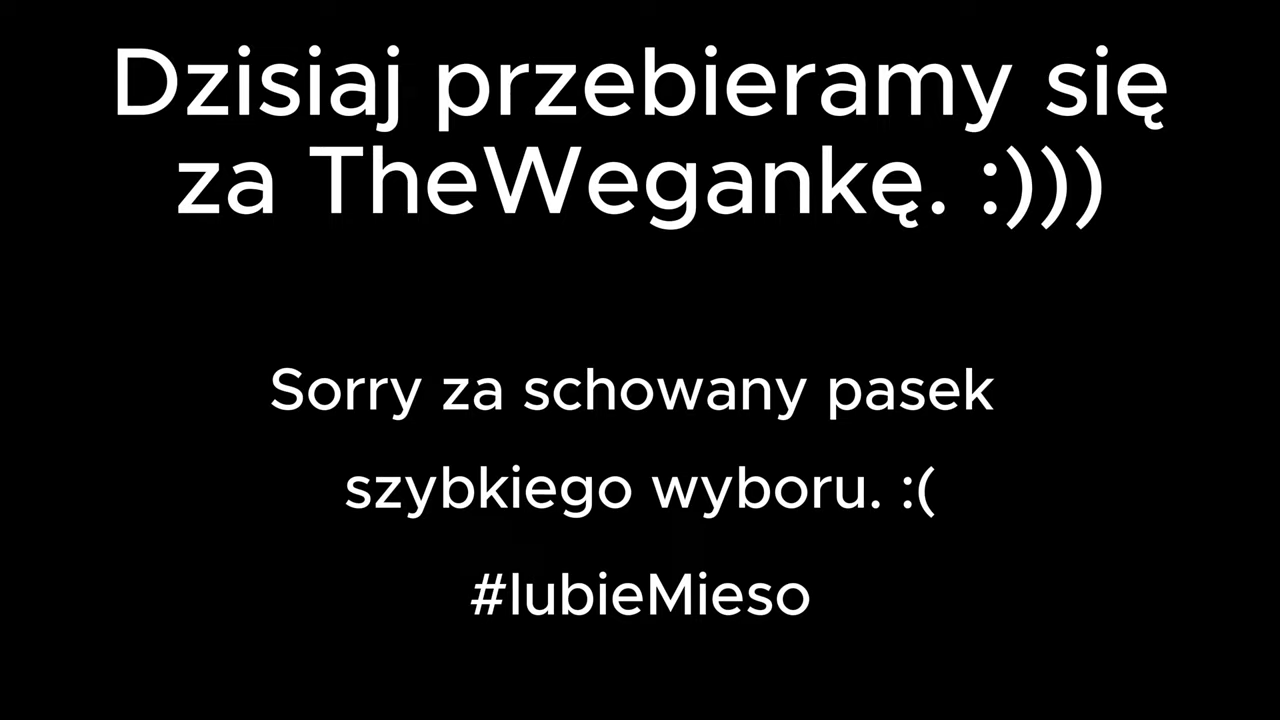 Dzisiaj przebieramy się
za TheWegankę. :)))
Sorry za schowany pasek
szybkiego wyboru. :(
#lubieMieso